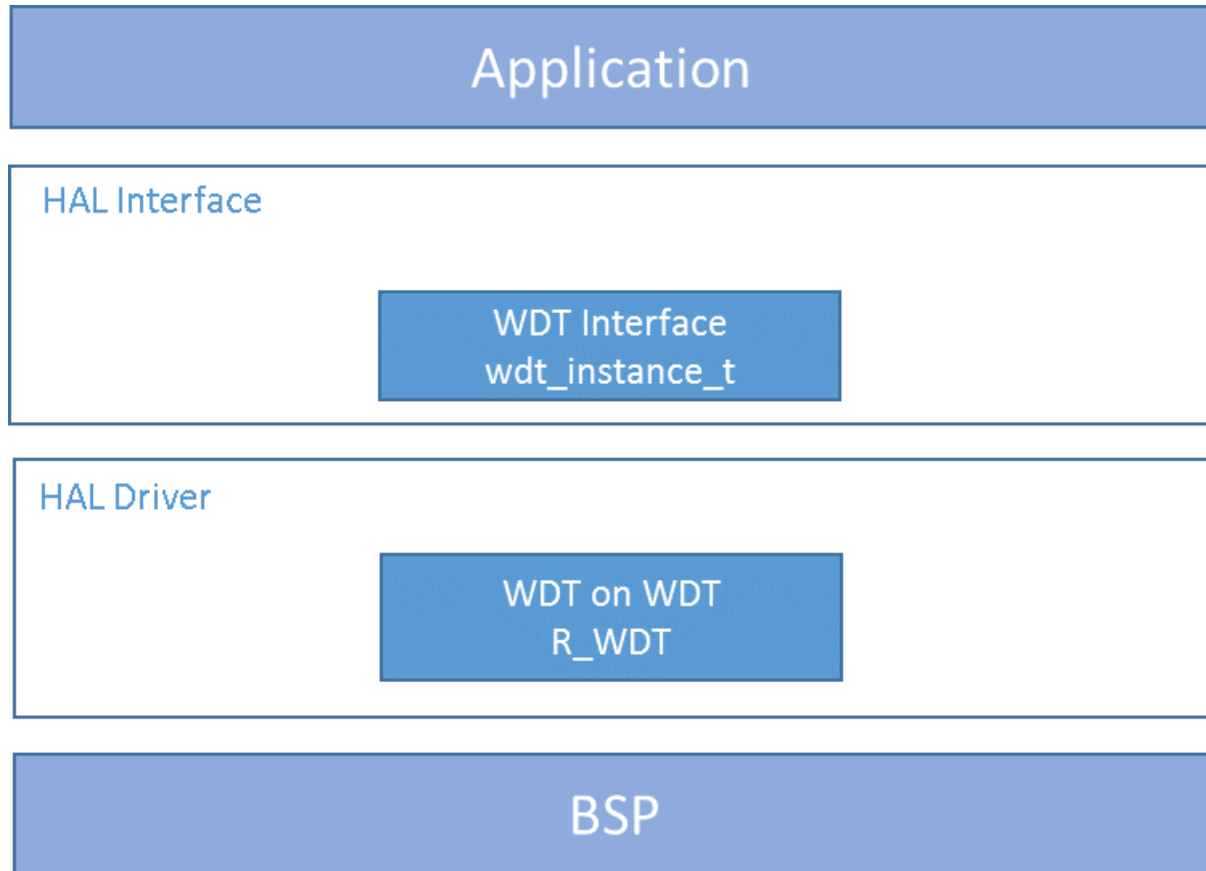 Application
HAL Interface
WDT Interface
wdt_instance_t
HAL Driver
WDT on WDT
R_WDT
BSP